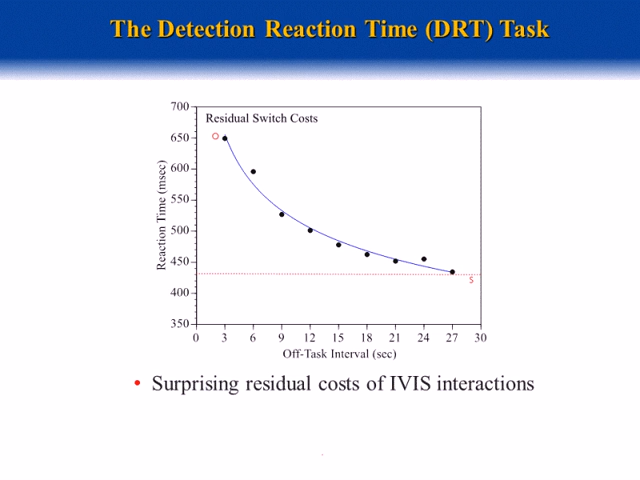 The Detection Reaction Time (DRT) Task
Residual Switch Costs
O
S
Reaction Time (msec)
700
650
600
550
500
450
400
350
0 3 6 9 12 15 18 21 24 27 30
Off-Task Interval (sec)
• Surprising residual costs of IVIS interactions